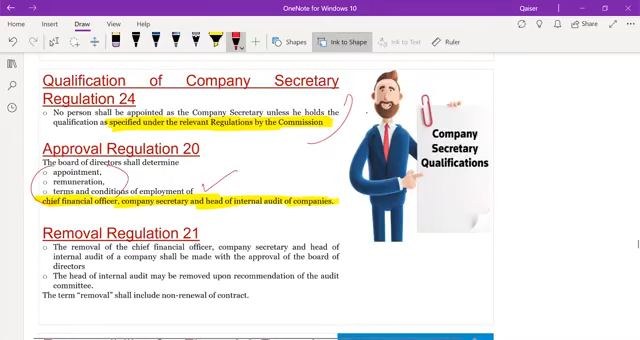 OneNote for Windows 10
Qaiser
Home Insert Draw View Help
Shapes Ink to Shape Ink to Text Ruler
Share
Qualification of Company Secretary
Regulation 24
o No person shall be appointed as the Company Secretary unless he holds the
qualification as specified under the relevant Regulations by the Commission
Company
Secretary
Qualifications
Approval Regulation 20
The board of directors shall determine
o appointment,
o remuneration,
o terms and conditions of employment of
chief financial officer, company secretary and head of internal audit of companies.
Removal Regulation 21
o The removal of the chief financial officer, company secretary and head of
internal audit of a company shall be made with the approval of the board of
directors
o The head of internal audit may be removed upon recommendation of the audit
committee.
The term “removal” shall include non-renewal of contract.